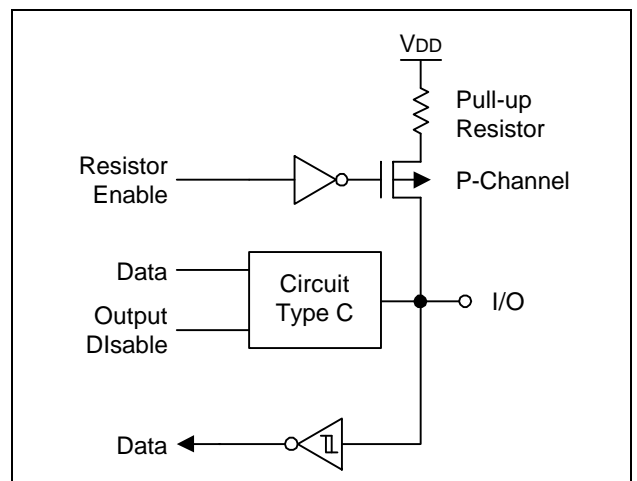 VDD
Pull-up
Resistor
Resistor
Enable
P-Channel
Data
Circuit
Type C
I/O
Output
DIsable
Data